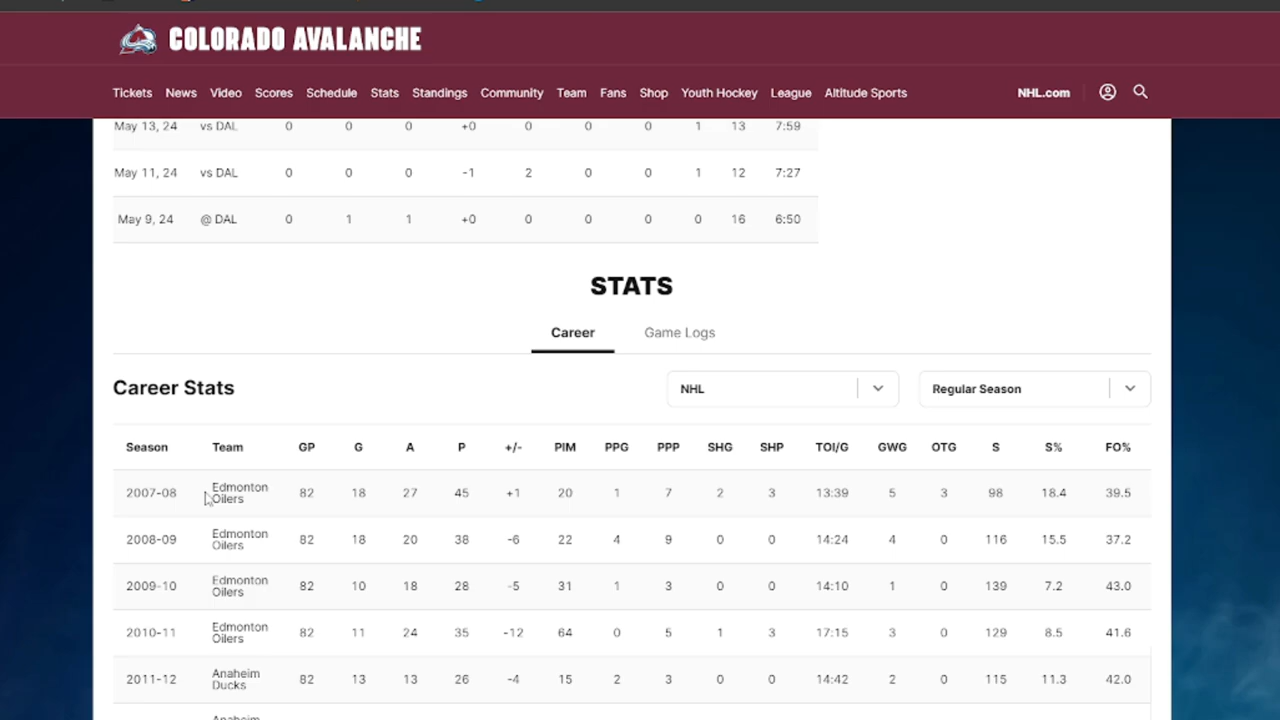 COLORADO AVALANCHE
Tickets News Video Scores Schedule Stats Standings Community Team Fans Shop Youth Hockey League Altitude Sports NHL.com
May 13, 24 vs DAL 0 0 0 +0 0 0 0 1 13 7:59
May 11, 24 vs DAL 0 0 0 -1 2 0 0 1 12 7:27
May 9, 24 @ DAL 0 1 1 +0 0 0 0 0 16 6:50
STATS
Career Game Logs
Career Stats NHL Regular Season
Season Team GP G A P +/- PIM PPG PPP SHG SHP TOI/G GWG OTG S S% FO%
2007-08 Edmonton Oilers 82 18 27 45 +1 20 1 7 2 3 13:39 5 3 98 18.4 39.5
2008-09 Edmonton Oilers 82 18 20 38 -6 22 4 9 0 0 14:24 4 0 116 15.5 37.2
2009-10 Edmonton Oilers 82 10 18 28 -5 31 1 3 0 0 14:10 1 0 139 7.2 43.0
2010-11 Edmonton Oilers 82 11 24 35 -12 64 0 5 1 3 17:15 3 0 129 8.5 41.6
2011-12 Anaheim Ducks 82 13 13 26 -4 15 2 3 0 0 14:42 2 0 115 11.3 42.0
Anaheim